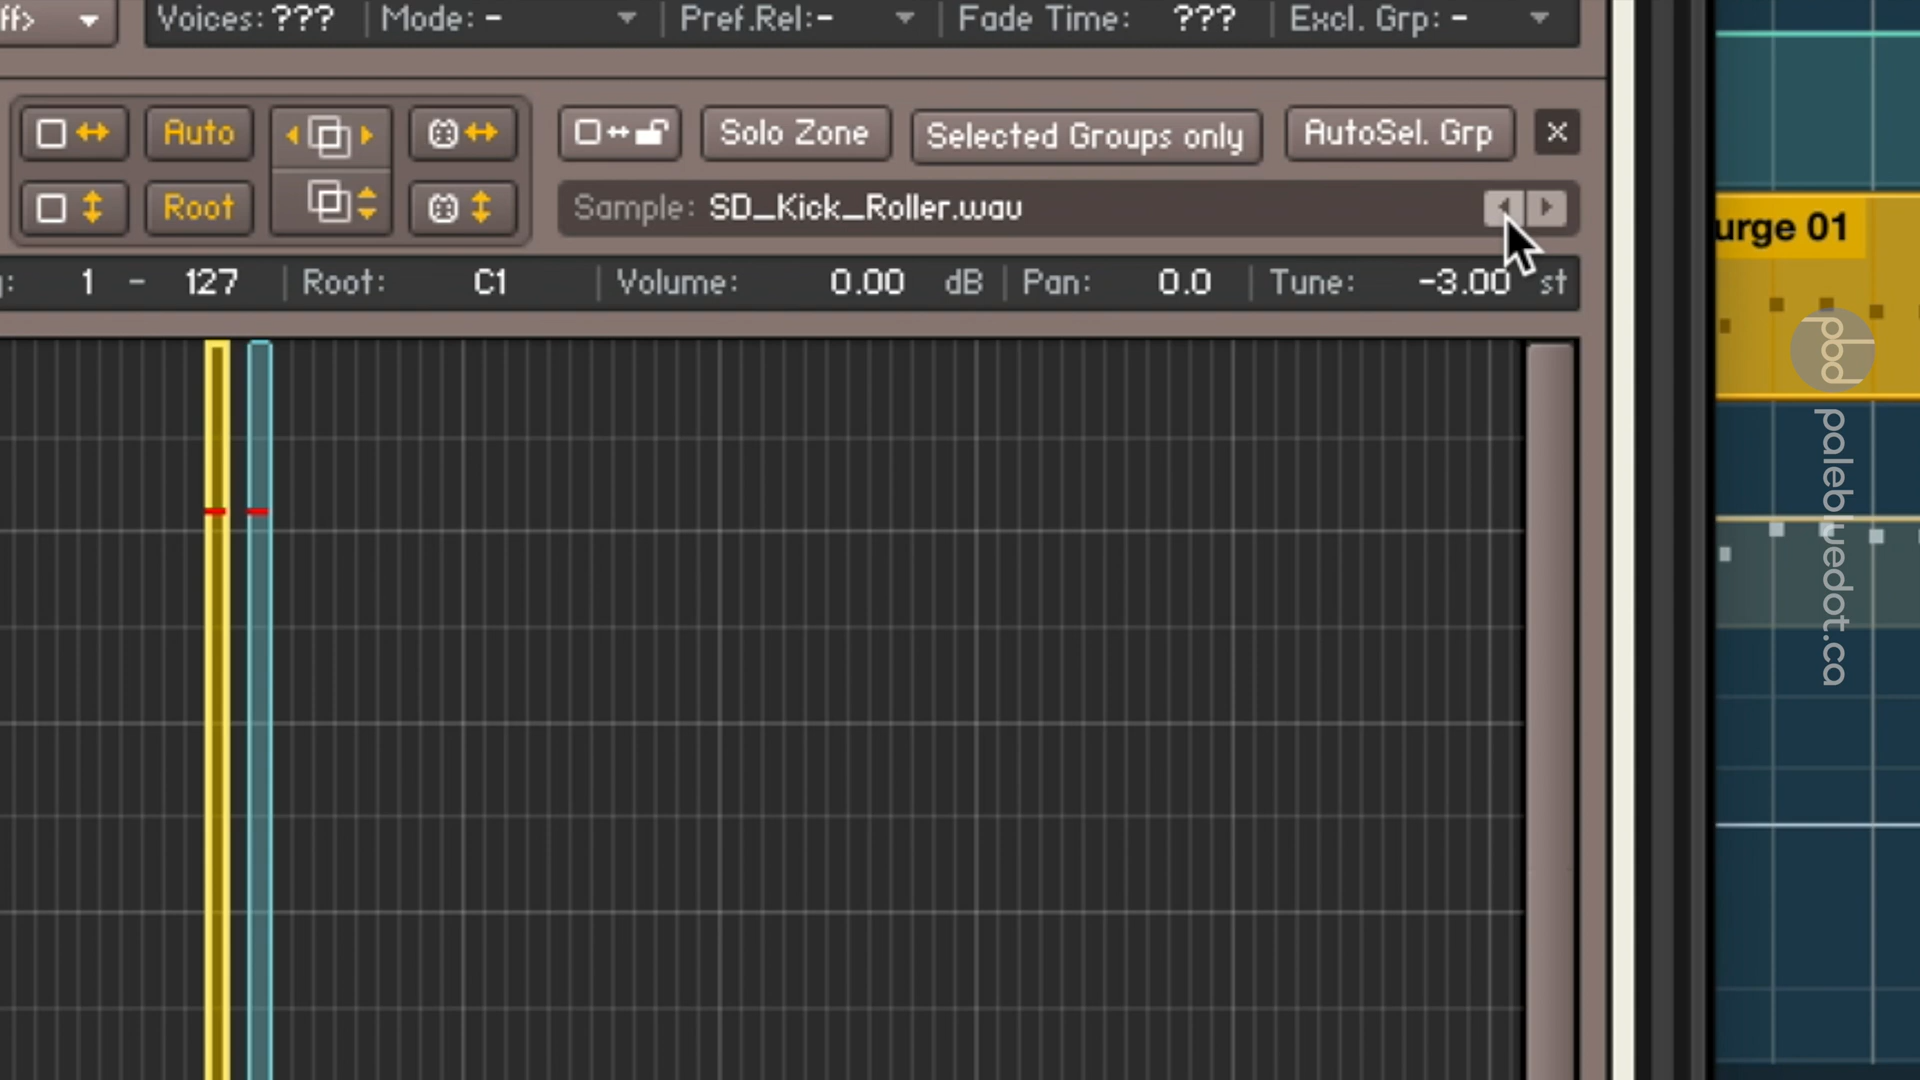 ff> Voices: ??? Mode: - Pref.Rel:- Fade Time: ??? Excl. Grp: -
Auto Solo Zone Selected Groups only AutoSel. Grp
Root Sample: SD_Kick_Roller.wav
: 1 - 127 Root: C1 Volume: 0.00 dB Pan: 0.0 Tune: -3.00 st
urge 01
pbd palebluedot.ca